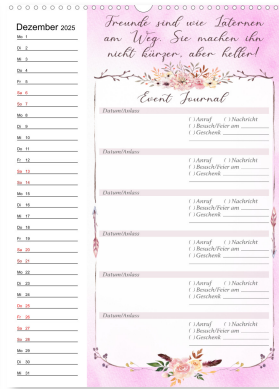 Dezember 2025
Mo 1
Di 2
Mi 3
Do 4
Fr 5
Sa 6
So 7
Mo 8
Di 9
Mi 10
Do 11
Fr 12
Sa 13
So 14
Mo 15
Di 16
Mi 17
Do 18
Fr 19
Sa 20
So 21
Mo 22
Di 23
Mi 24
Do 25
Fr 26
Sa 27
So 28
Mo 29
Di 30
Mi 31
Freunde sind wie Laternen
am Weg. Sie machen ihn
nicht kürzer, aber heller!
Event Journal
Datum/Anlass
( ) Anruf ( ) Nachricht
( ) Besuch/Feier am
( ) Geschenk
Datum/Anlass
( ) Anruf ( ) Nachricht
( ) Besuch/Feier am
( ) Geschenk
Datum/Anlass
( ) Anruf ( ) Nachricht
( ) Besuch/Feier am
( ) Geschenk
Datum/Anlass
( ) Anruf ( ) Nachricht
( ) Besuch/Feier am
( ) Geschenk
Datum/Anlass
( ) Anruf ( ) Nachricht
( ) Besuch/Feier am
( ) Geschenk
Datum/Anlass
( ) Anruf ( ) Nachricht
( ) Besuch/Feier am
( ) Geschenk